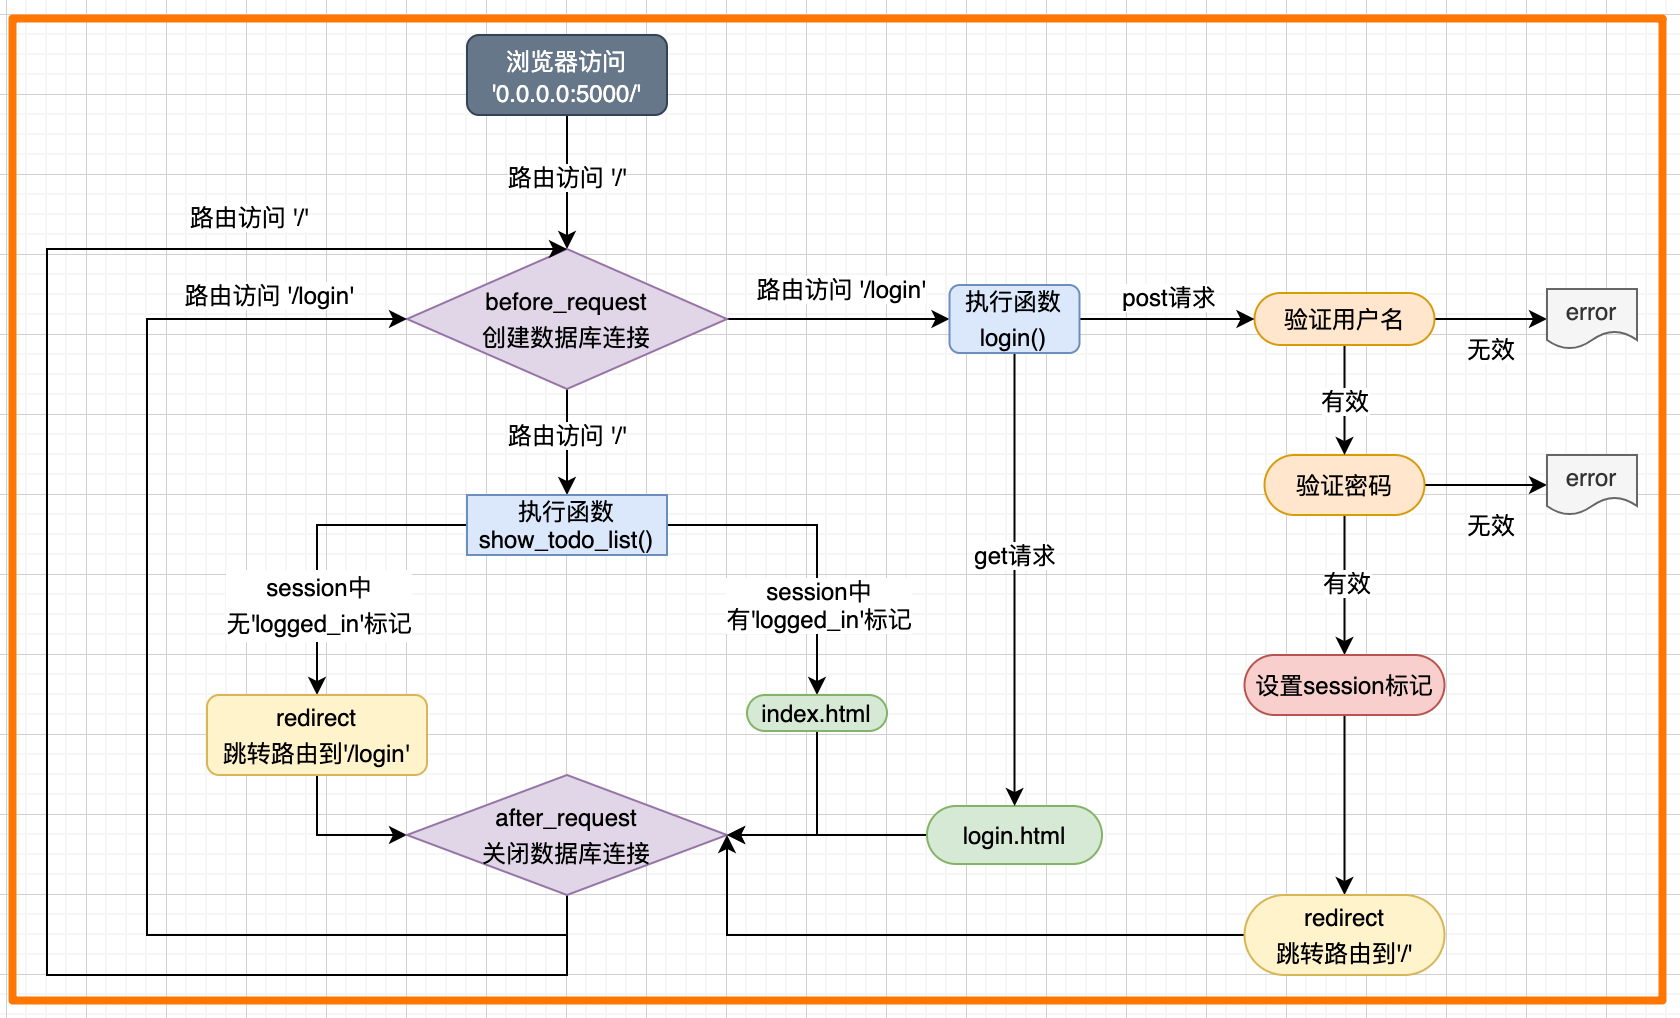 浏览器访问
'0.0.0.0:5000/'
路由访问 '/'
路由访问 '/'
路由访问 '/login'
before_request
创建数据库连接
路由访问 '/login'
执行函数
login()
post请求
验证用户名
无效
error
有效
验证密码
无效
error
有效
设置session标记
redirect
跳转路由到'/'
get请求
login.html
路由访问 '/'
执行函数
show_todo_list()
session中
无'logged_in'标记
session中
有'logged_in'标记
redirect
跳转路由到'/login'
index.html
after_request
关闭数据库连接